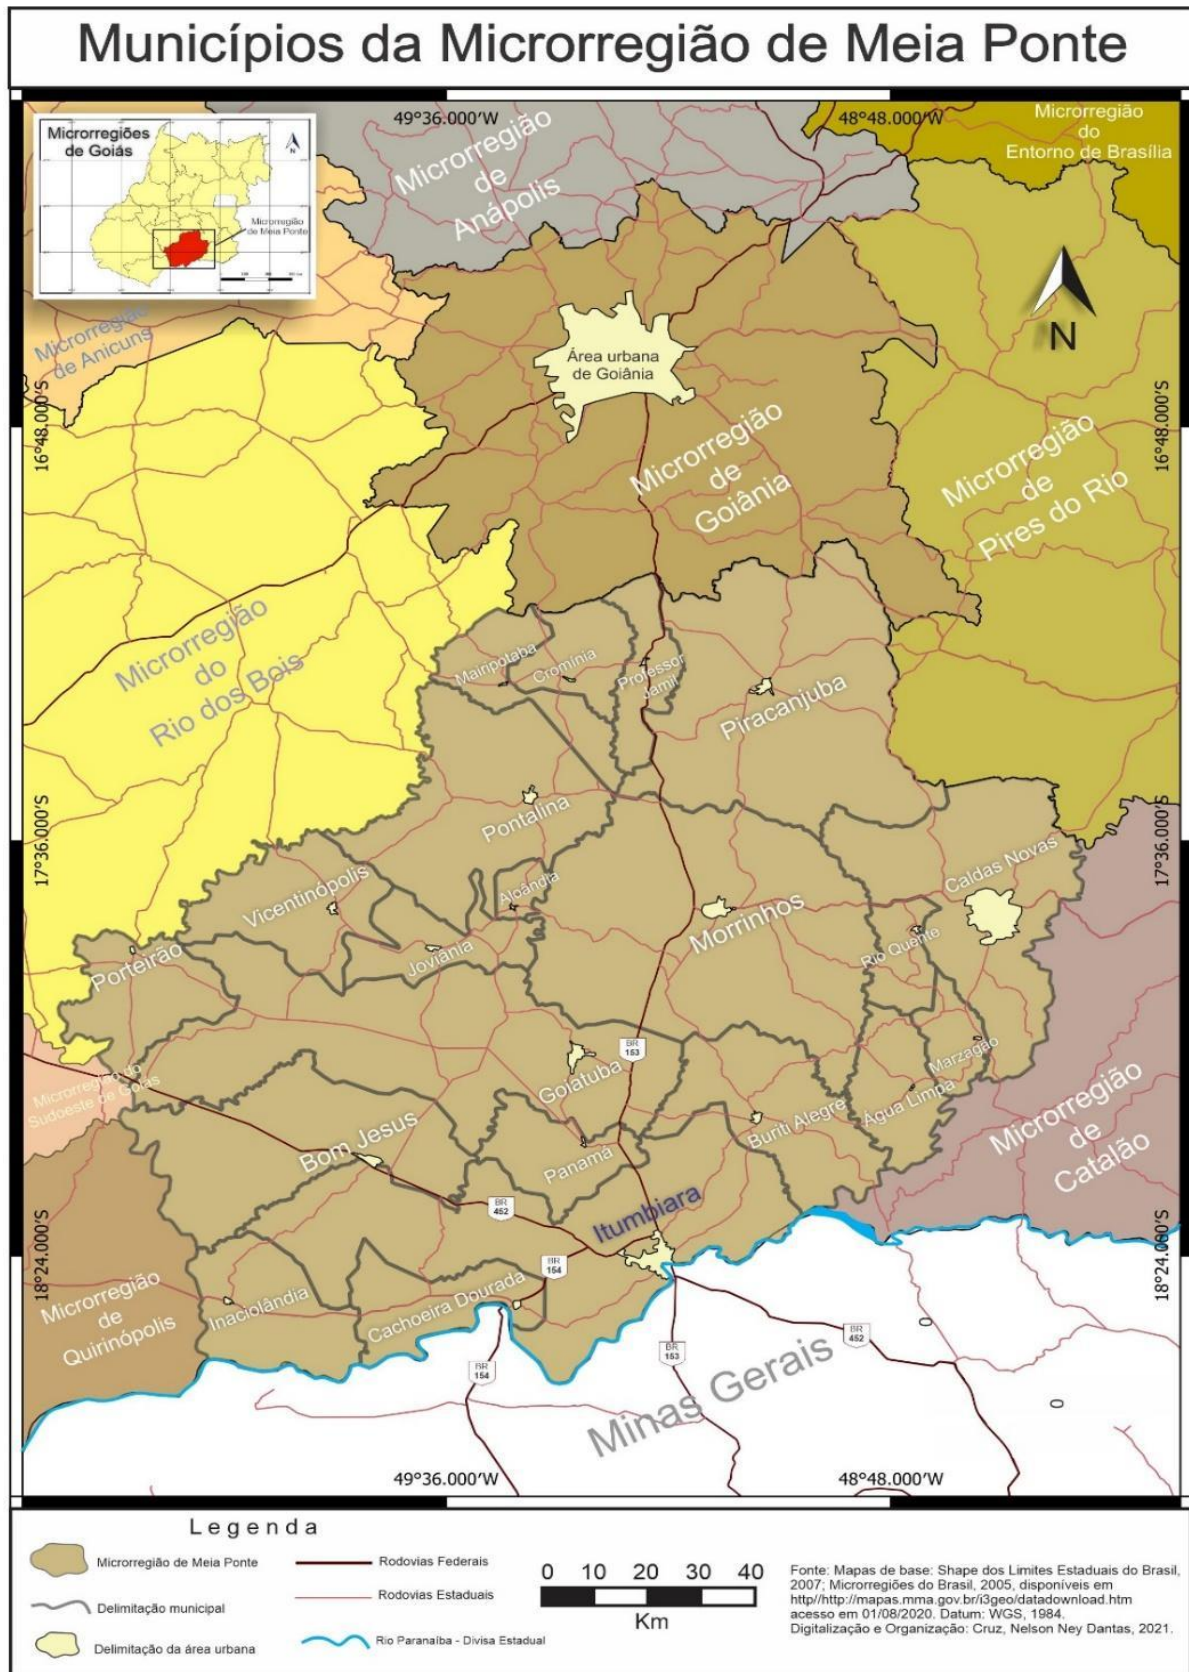 Municípios da Microrregião de Meia Ponte
Microrregiões
de Goiás
N
Microrregião
de Meia Ponte
49°36.000'W
48°48.000'W
Microrregião
do
Entorno de Brasília
Microrregião
de
Anápolis
Microrregião
de Anicuns
N
Área urbana
de Goiânia
16°48.000'S
16°48.000'S
Microrregião
de
Goiânia
Microrregião
de
Pires do Rio
Microrregião
do
Rio dos Bois
Mairipotaba
Cromínia
Professor
Jamil
Piracanjuba
Pontalina
17°36.000'S
17°36.000'S
Vicentinópolis
Aloândia
Caldas Novas
Morrinhos
Rio Quente
Joviânia
Porteirão
BR
153
Goiatuba
Marzagão
Água Limpa
Buriti Alegre
Microrregião do
Sudoeste de Goiás
Microrregião
de
Catalão
Bom Jesus
Panamá
BR
452
Itumbiara
18°24.000'S
18°24.000'S
BR
154
Microrregião
de
Quirinópolis
Inaciolândia
Cachoeira Dourada
BR
154
BR
153
BR
452
0
0
Minas Gerais
49°36.000'W
48°48.000'W
Legenda
Microrregião de Meia Ponte
Rodovias Federais
Delimitação municipal
Rodovias Estaduais
Delimitação da área urbana
Rio Paranaíba - Divisa Estadual
0 10 20 30 40
Km
Fonte: Mapas de base: Shape dos Limites Estaduais do Brasil,
2007; Microrregiões do Brasil, 2005, disponíveis em
http//http://mapas.mma.gov.br/i3geo/datadownload.htm
acesso em 01/08/2020. Datum: WGS, 1984.
Digitalização e Organização: Cruz, Nelson Ney Dantas, 2021.